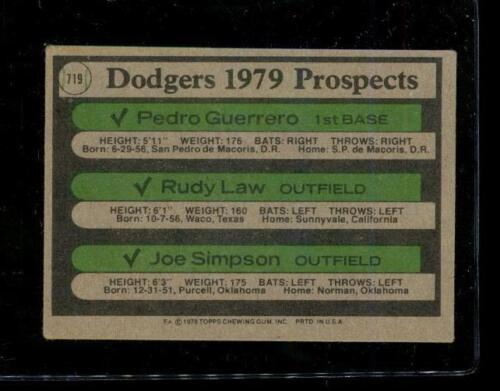 719
Dodgers 1979 Prospects
✓ Pedro Guerrero 1st BASE
HEIGHT: 5'11" WEIGHT: 175 BATS: RIGHT THROWS: RIGHT
Born: 6-29-56, San Pedro de Macoris, D.R. Home: S.P. de Macoris, D.R.
✓ Rudy Law OUTFIELD
HEIGHT: 6'1" WEIGHT: 160 BATS: LEFT THROWS: LEFT
Born: 10-7-56, Waco, Texas Home: Sunnyvale, California
✓ Joe Simpson OUTFIELD
HEIGHT: 6'3" WEIGHT: 175 BATS: LEFT THROWS: LEFT
Born: 12-31-51, Purcell, Oklahoma Home: Norman, Oklahoma
© 1979 TOPPS CHEWING GUM, INC. PRTD. IN U.S.A.